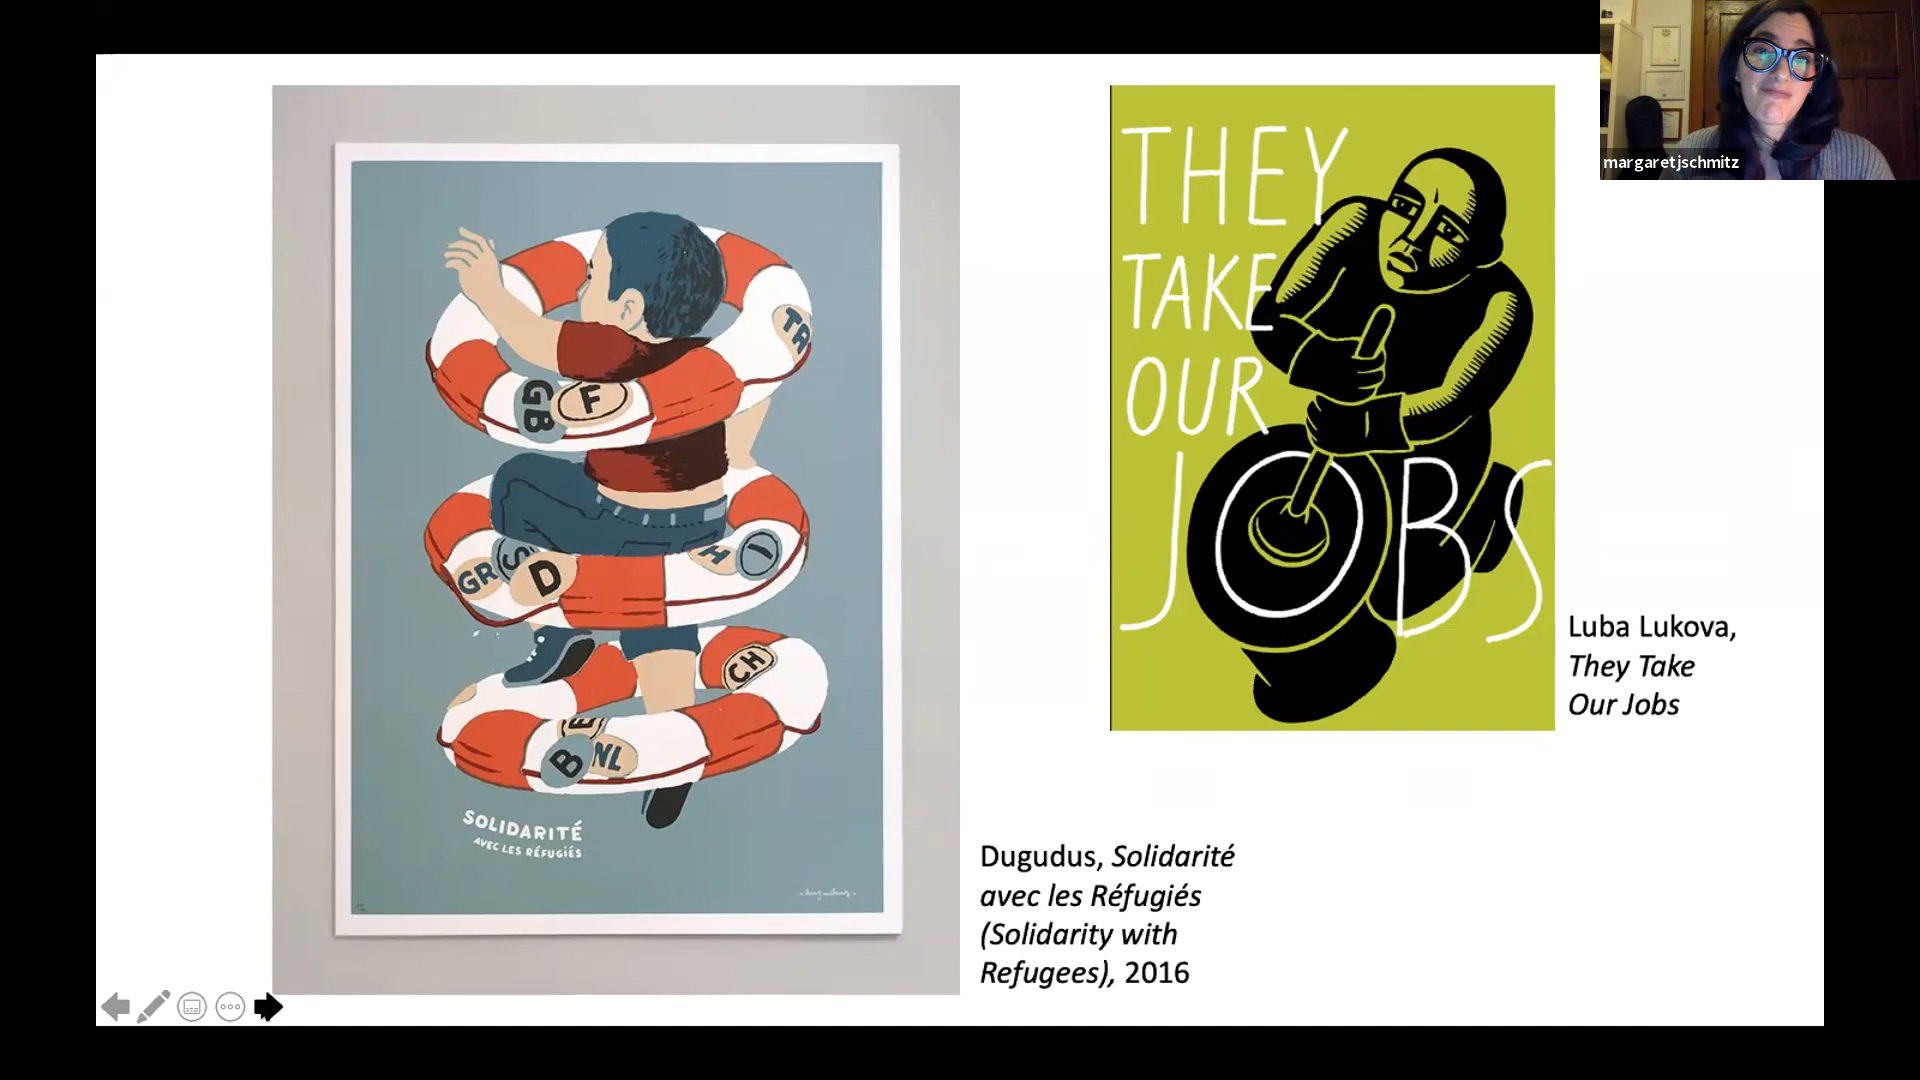 margaretjschmitz
TR
GB
F
GR
S
D
H
I
CH
E
B
NL
SOLIDARITÉ
AVEC LES RÉFUGIÉS
THEY
TAKE
OUR
JOBS
Luba Lukova,
They Take
Our Jobs
Dugudus, Solidarité
avec les Réfugiés
(Solidarity with
Refugees), 2016